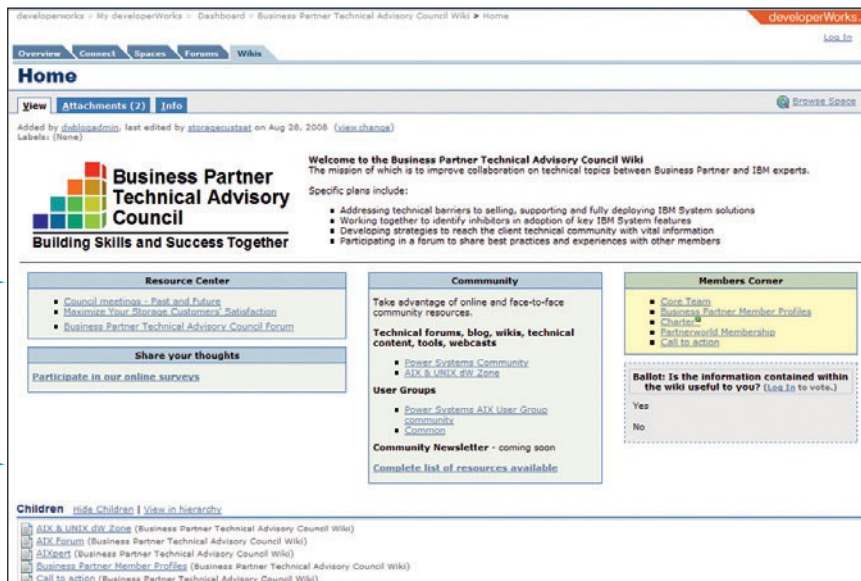 developerworks > My developerWorks > Dashboard > Business Partner Technical Advisory Council Wiki > Home
developerWorks.
Log In
Overview Connect Spaces Forums Wikis
Home
View Attachments (2) Info
Browse Space
Added by dwblogadmin, last edited by storagecustsat on Aug 28, 2008 (view change)
Labels: (None)
Business Partner
Technical Advisory
Council
Building Skills and Success Together
Welcome to the Business Partner Technical Advisory Council Wiki
The mission of which is to improve collaboration on technical topics between Business Partner and IBM experts.
Specific plans include:
Addressing technical barriers to selling, supporting and fully deploying IBM System solutions
Working together to identify inhibitors in adoption of key IBM System features
Developing strategies to reach the client technical community with vital information
Participating in a forum to share best practices and experiences with other members
Resource Center
Council meetings - Past and Future
Maximize Your Storage Customers' Satisfaction
Business Partner Technical Advisory Council Forum
Share your thoughts
Participate in our online surveys
Commmunity
Take advantage of online and face-to-face
community resources.
Technical forums, blog, wikis, technical
content, tools, webcasts
Power Systems Community
AIX & UNIX dW Zone
User Groups
Power Systems AIX User Group
community
Common
Community Newsletter - coming soon
Complete list of resources available
Members Corner
Core Team
Business Partner Member Profiles
Charter
Partnerworld Membership
Call to action
Ballot: Is the information contained within
the wiki useful to you? (Log In to vote.)
Yes
No
Children Hide Children | View in hierarchy
AIX & UNIX dW Zone (Business Partner Technical Advisory Council Wiki)
AIX Forum (Business Partner Technical Advisory Council Wiki)
AIXpert (Business Partner Technical Advisory Council Wiki)
Business Partner Member Profiles (Business Partner Technical Advisory Council Wiki)
Call to action (Business Partner Technical Advisory Council Wiki)